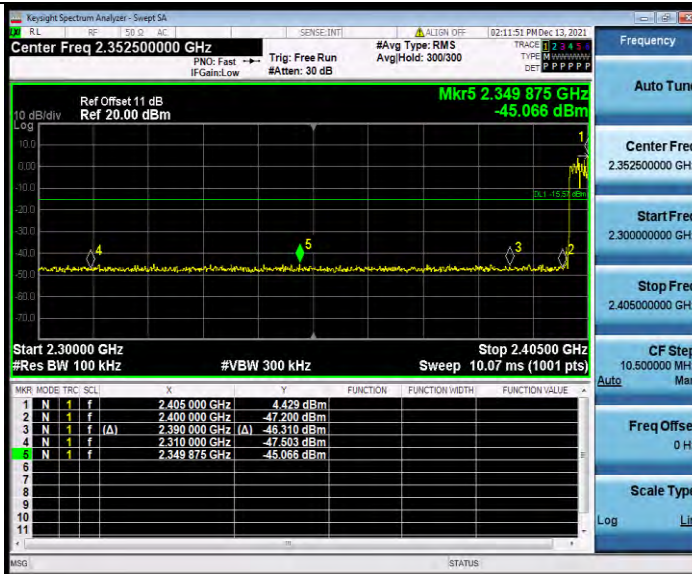 Keysight Spectrum Analyzer - Swept SA
RL RF 50 Ω AC SENSE:INT ALIGN OFF 02:11:51 PM Dec 13, 2021
Center Freq 2.352500000 GHz
PNO: Fast Trig: Free Run
IFGain:Low #Atten: 30 dB
#Avg Type: RMS
Avg|Hold: 300/300
TRACE 1 2 3 4 5 6
TYPE M
DET P P P P P P
Ref Offset 11 dB
10 dB/div Ref 20.00 dBm
Log
Mkr5 2.349 875 GHz
-45.066 dBm
10.0
0.00
-10.0
-20.0
-30.0
-40.0
-50.0
-60.0
-70.0
1
DL1 -15.57 dBm
4 5 3 2
Start 2.30000 GHz Stop 2.40500 GHz
#Res BW 100 kHz #VBW 300 kHz Sweep 10.07 ms (1001 pts)
MKR MODE TRC SCL X Y FUNCTION FUNCTION WIDTH FUNCTION VALUE
1 N 1 f 2.405 000 GHz 4.429 dBm
2 N 1 f 2.400 000 GHz -47.200 dBm
3 N 1 f (Δ) 2.390 000 GHz (Δ) -46.310 dBm
4 N 1 f 2.310 000 GHz -47.503 dBm
5 N 1 f 2.349 875 GHz -45.066 dBm
6
7
8
9
10
11
MSG STATUS
Frequency
Auto Tune
Center Freq
2.352500000 GH
Start Freq
2.300000000 GH
Stop Freq
2.405000000 GH
CF Step
10.500000 MH
Auto Man
Freq Offse
0 H
Scale Type
Log Lin